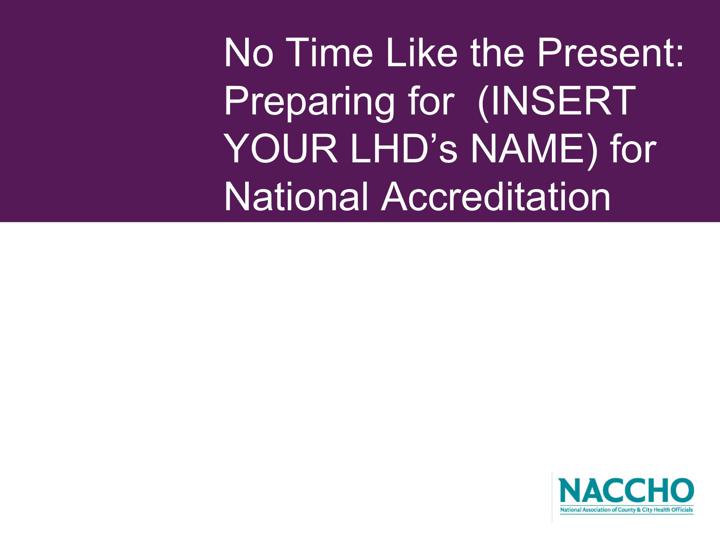 No Time Like the Present:
Preparing for  (INSERT
YOUR LHD’s NAME) for
National Accreditation
NACCHO
National Association of County & City Health Officials